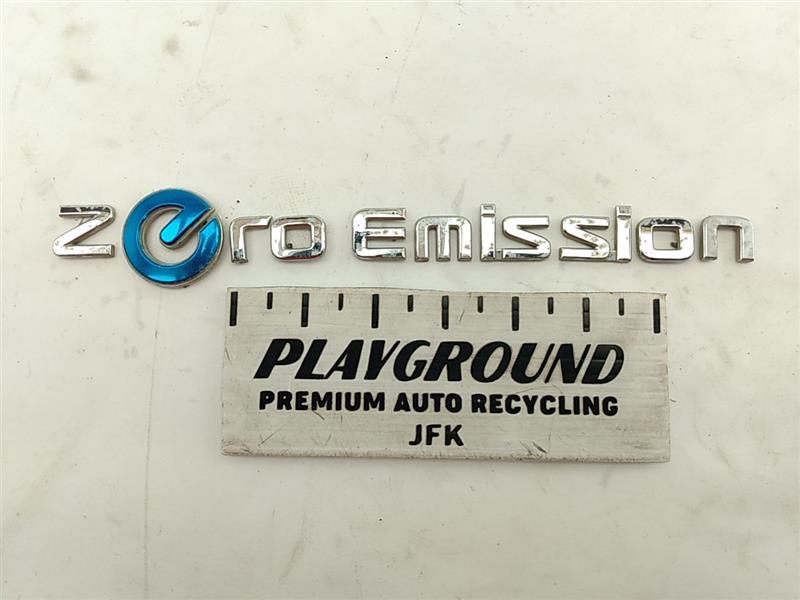 zero Emission
PLAYGROUND
PREMIUM AUTO RECYCLING
JFK